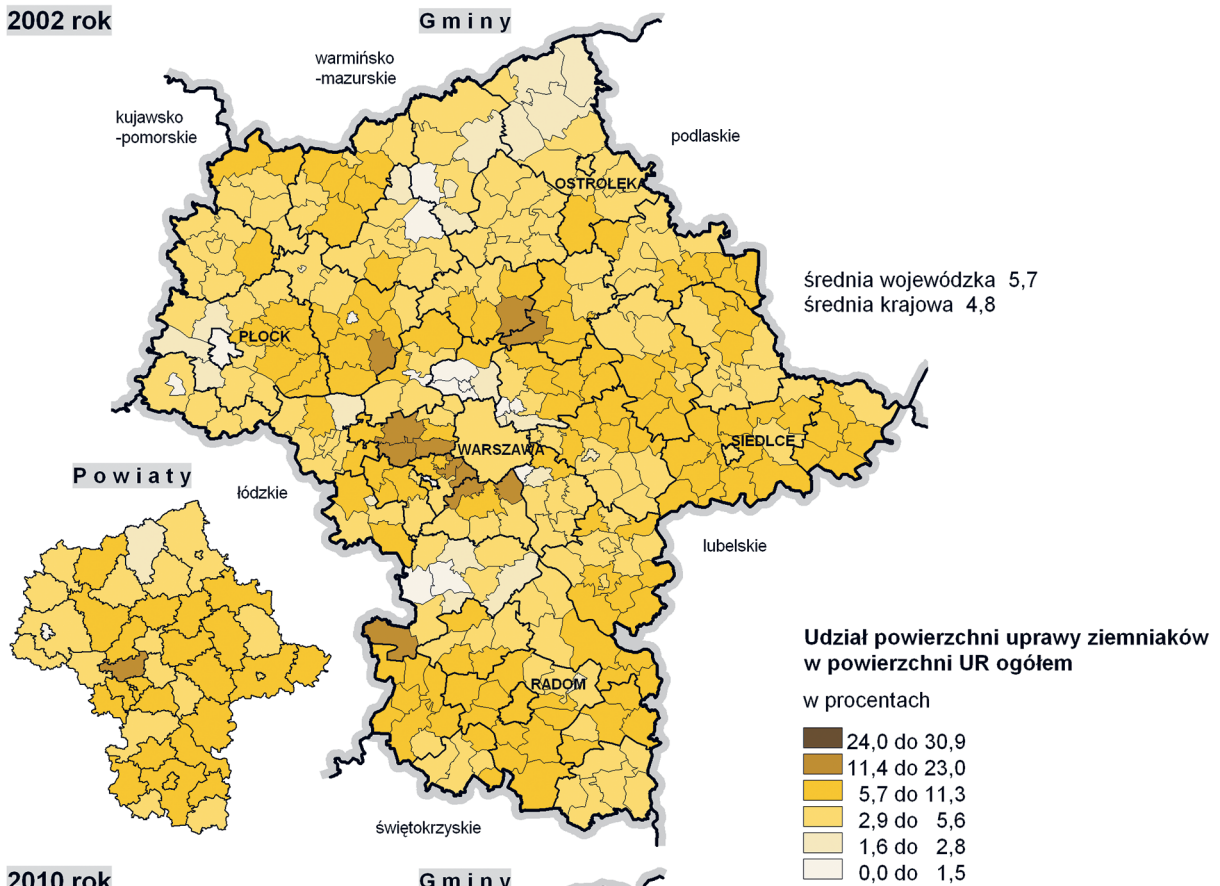 2002 rok
Gminy
warmińsko
-mazurskie
kujawsko
-pomorskie
podlaskie
OSTROŁĘKA
średnia wojewódzka 5,7
średnia krajowa 4,8
PŁOCK
WARSZAWA
SIEDLCE
Powiaty
łódzkie
lubelskie
RADOM
świętokrzyskie
Udział powierzchni uprawy ziemniaków
w powierzchni UR ogółem
w procentach
24,0 do 30,9
11,4 do 23,0
5,7 do 11,3
2,9 do 5,6
1,6 do 2,8
0,0 do 1,5
2010 rok
Gminy